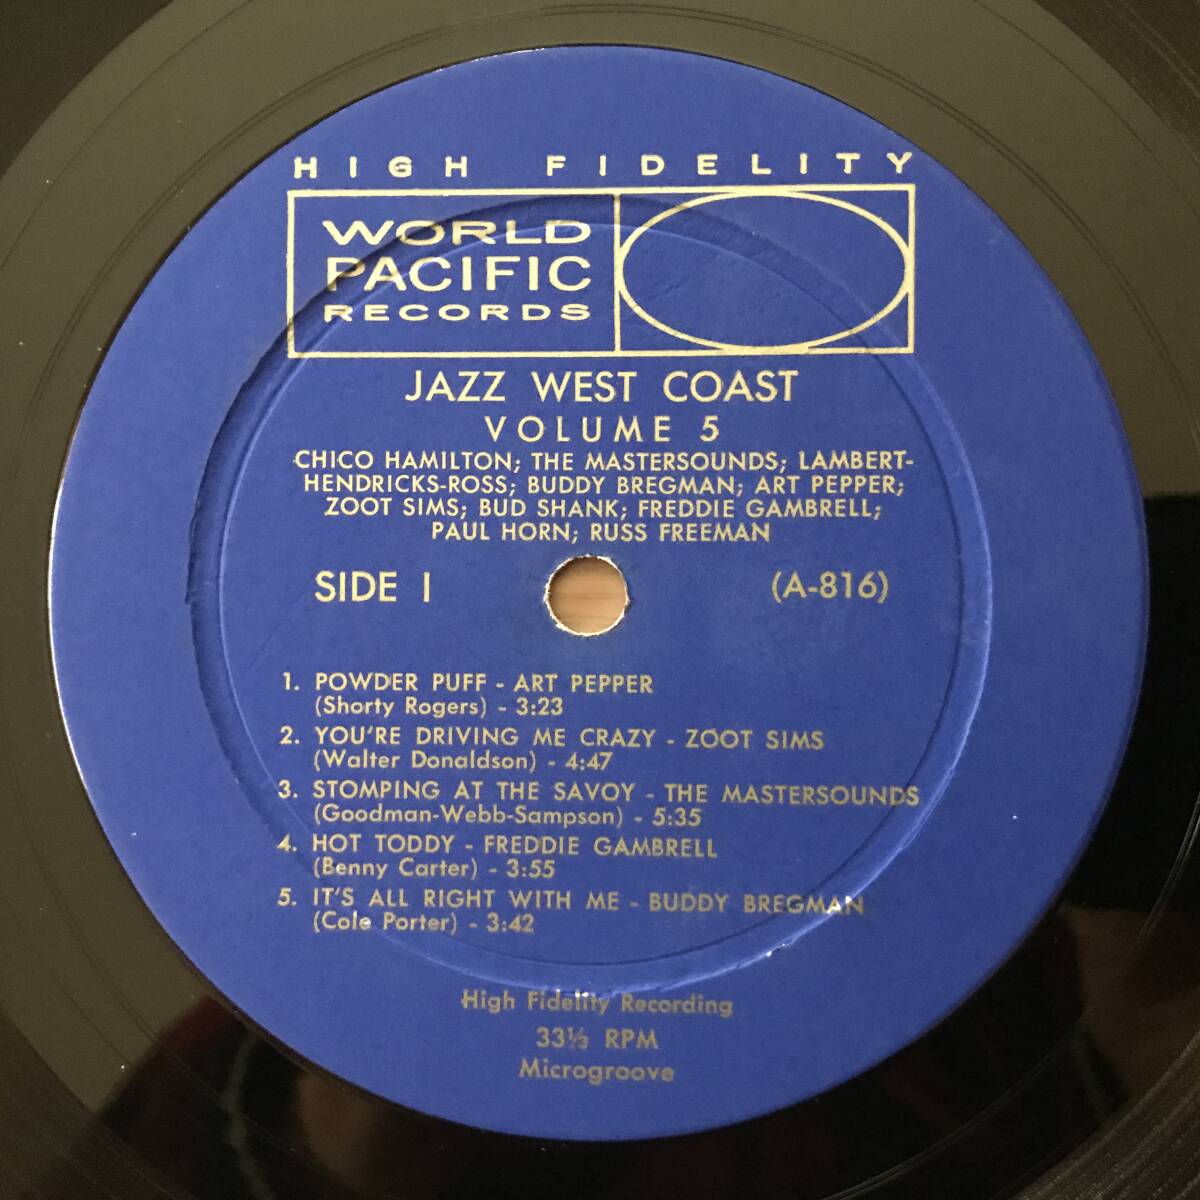 HIGH FIDELITY
WORLD
PACIFIC
RECORDS
JAZZ WEST COAST
VOLUME 5
CHICO HAMILTON; THE MASTERSOUNDS; LAMBERT-
HENDRICKS-ROSS; BUDDY BREGMAN; ART PEPPER;
ZOOT SIMS; BUD SHANK; FREDDIE GAMBRELL;
PAUL HORN; RUSS FREEMAN
SIDE I (A-816)
1. POWDER PUFF - ART PEPPER
(Shorty Rogers) - 3:23
2. YOU'RE DRIVING ME CRAZY - ZOOT SIMS
(Walter Donaldson) - 4:47
3. STOMPING AT THE SAVOY - THE MASTERSOUNDS
(Goodman-Webb-Sampson) - 5:35
4. HOT TODDY - FREDDIE GAMBRELL
(Benny Carter) - 3:55
5. IT'S ALL RIGHT WITH ME - BUDDY BREGMAN
(Cole Porter) - 3:42
High Fidelity Recording
33⅓ RPM
Microgroove